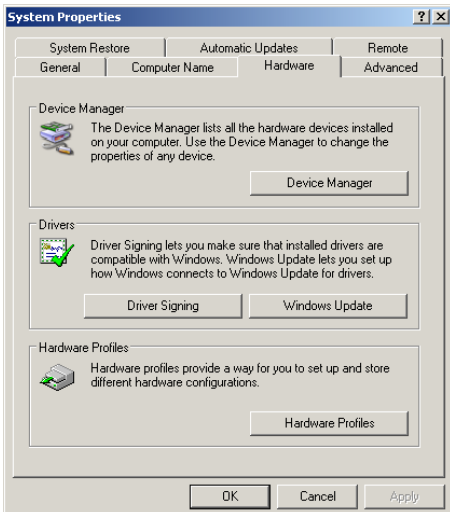 System Properties
System Restore
Automatic Updates
Remote
General
Computer Name
Hardware
Advanced
Device Manager
The Device Manager lists all the hardware devices installed
on your computer. Use the Device Manager to change the
properties of any device.
Device Manager
Drivers
Driver Signing lets you make sure that installed drivers are
compatible with Windows. Windows Update lets you set up
how Windows connects to Windows Update for drivers.
Driver Signing
Windows Update
Hardware Profiles
Hardware profiles provide a way for you to set up and store
different hardware configurations.
Hardware Profiles
OK
Cancel
Apply